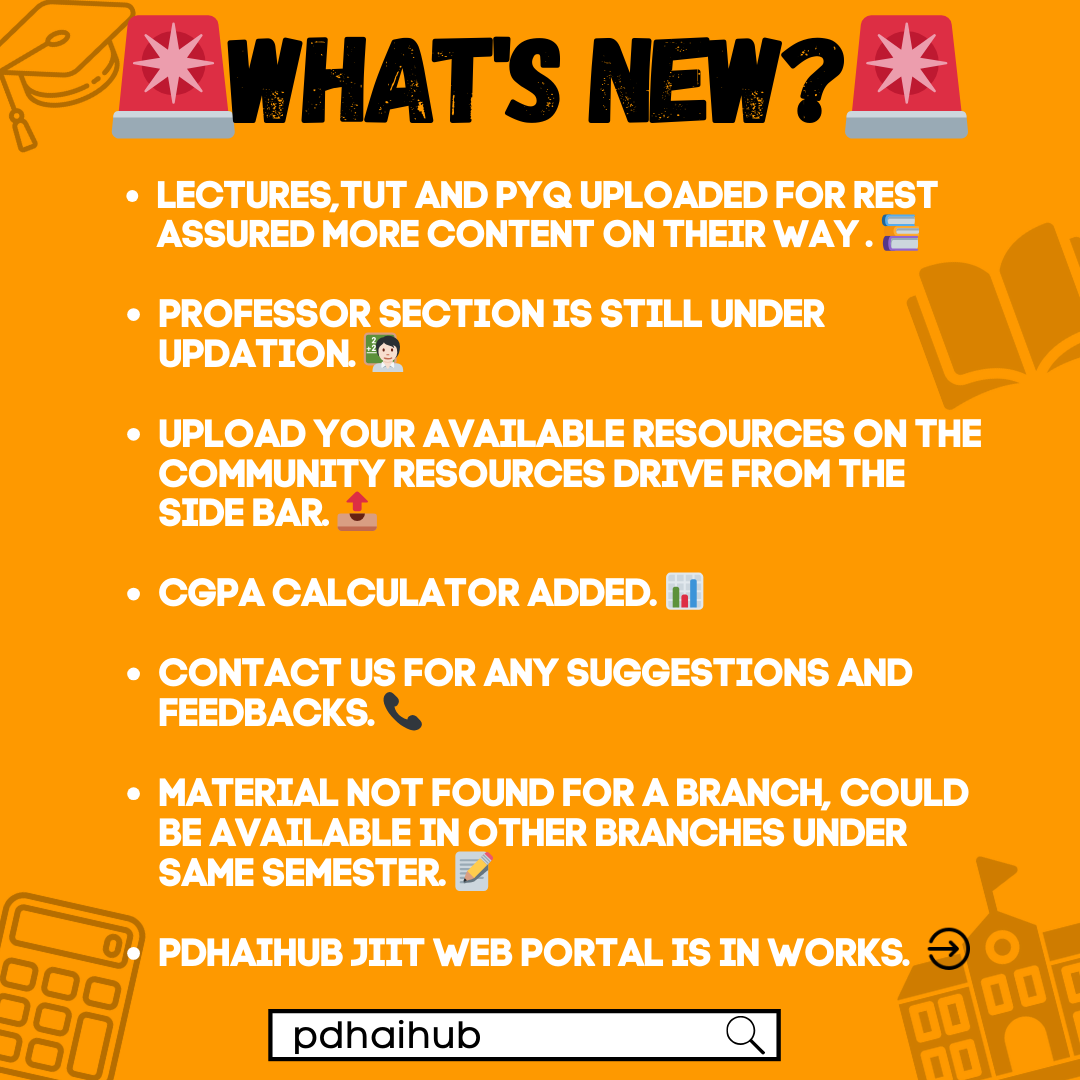 WHAT'S NEW?
• LECTURES,TUT AND PYQ UPLOADED FOR REST
ASSURED MORE CONTENT ON THEIR WAY .
• PROFESSOR SECTION IS STILL UNDER
UPDATION.
• UPLOAD YOUR AVAILABLE RESOURCES ON THE
COMMUNITY RESOURCES DRIVE FROM THE
SIDE BAR.
• CGPA CALCULATOR ADDED.
• CONTACT US FOR ANY SUGGESTIONS AND
FEEDBACKS.
• MATERIAL NOT FOUND FOR A BRANCH, COULD
BE AVAILABLE IN OTHER BRANCHES UNDER
SAME SEMESTER.
• PDHAIHUB JIIT WEB PORTAL IS IN WORKS.
pdhaihub